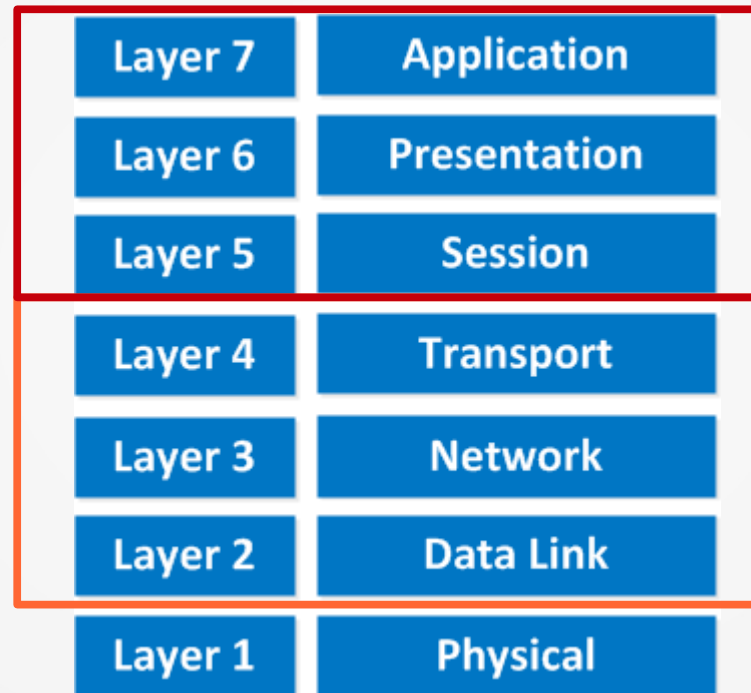 Layer 7 Application
Layer 6 Presentation
Layer 5 Session
Layer 4 Transport
Layer 3 Network
Layer 2 Data Link
Layer 1 Physical